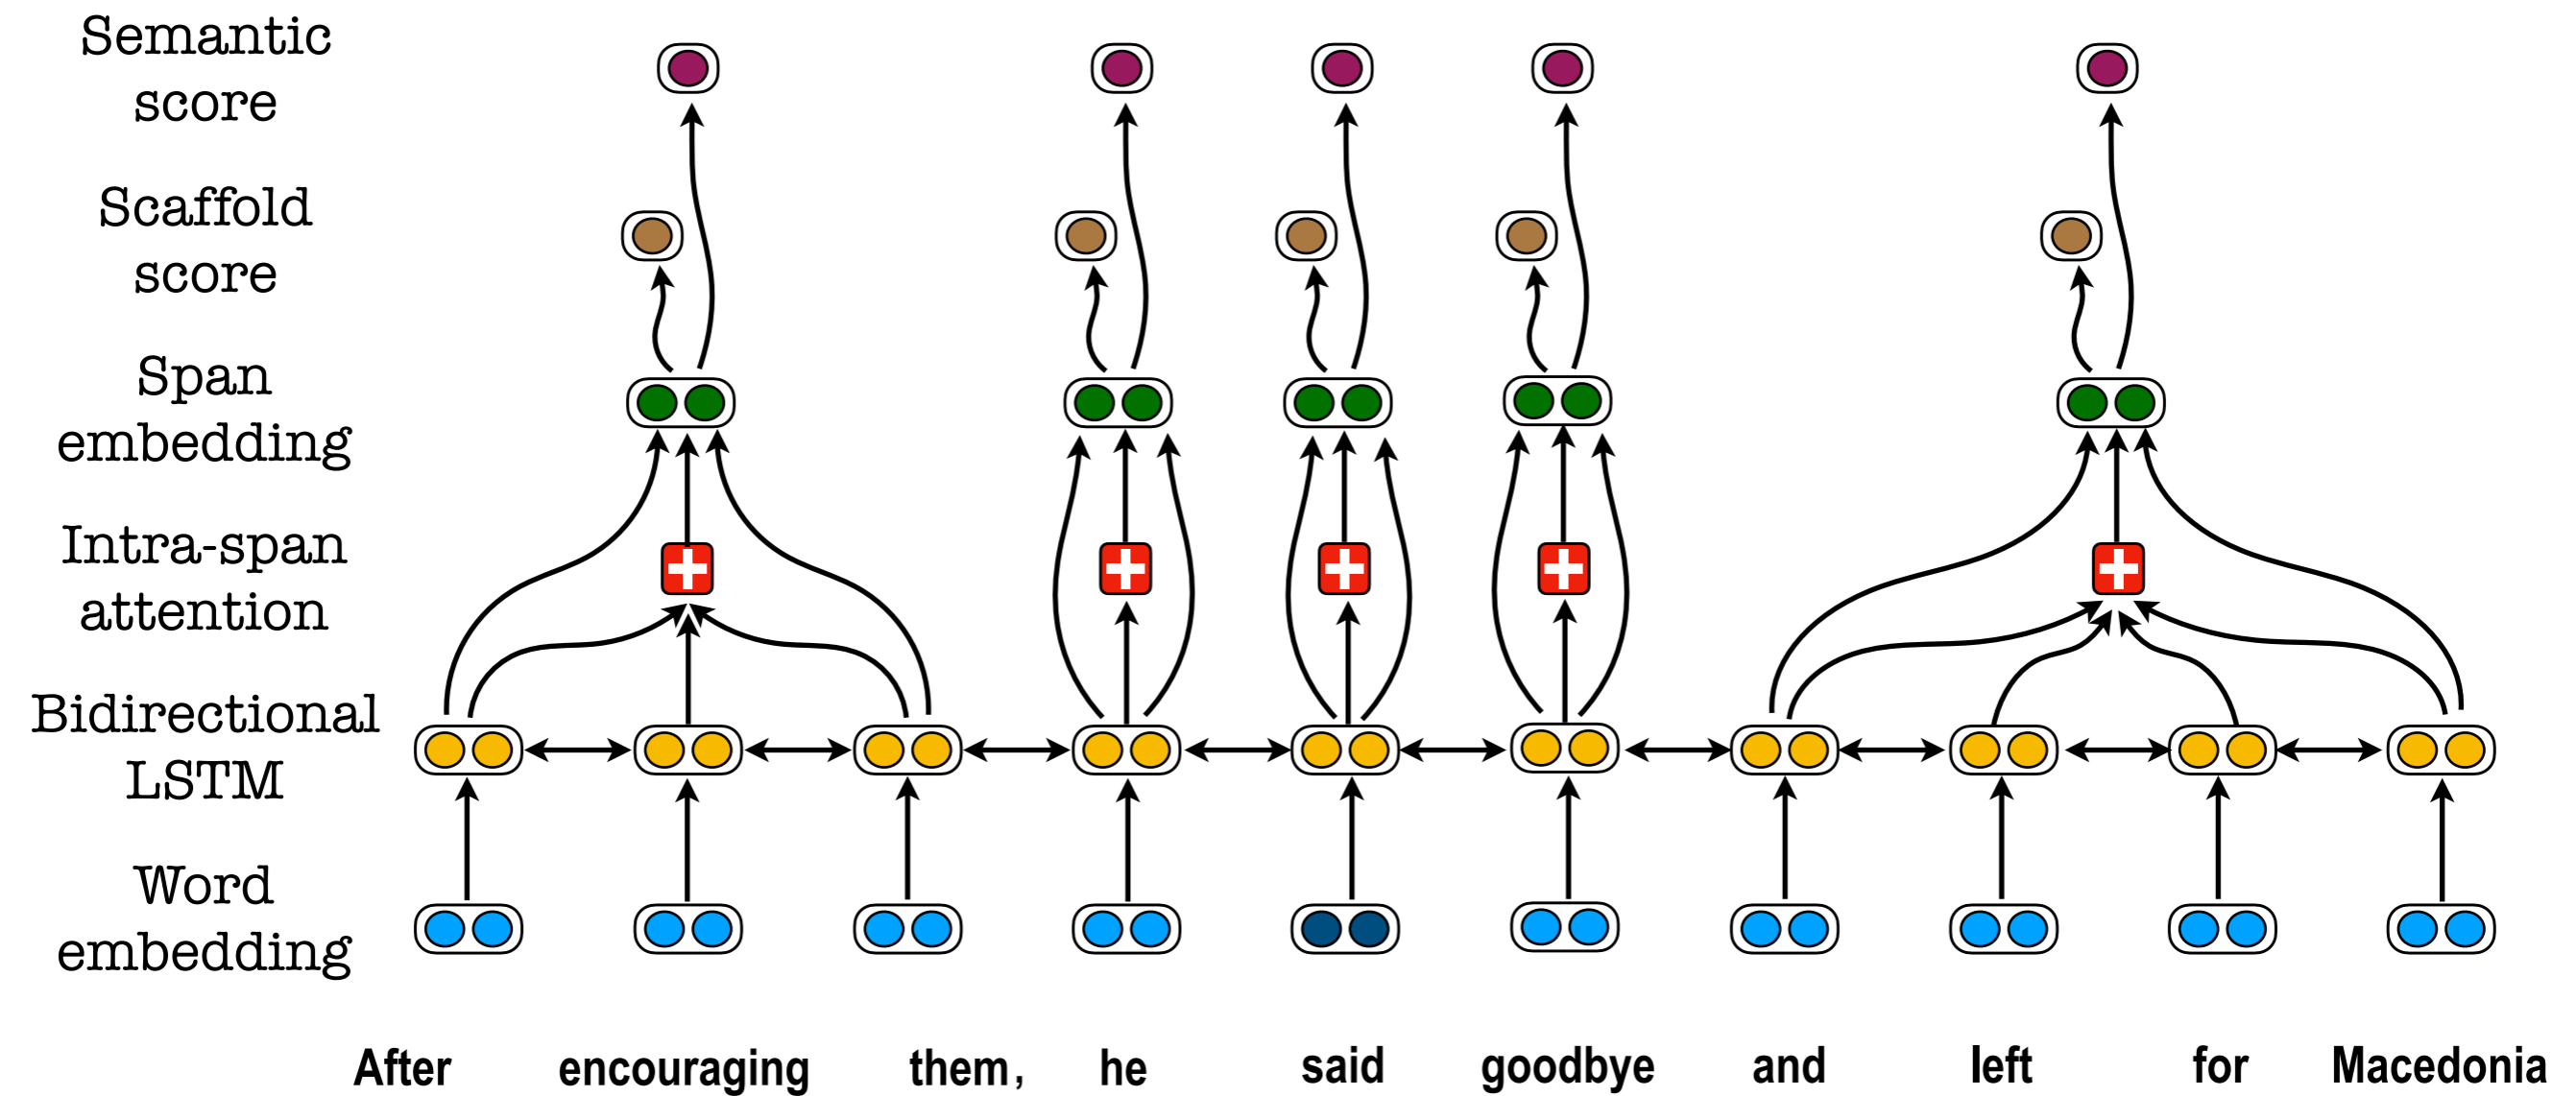 Semantic
score
Scaffold
score
Span
embedding
Intra-span
attention
Bidirectional
LSTM
Word
embedding
After encouraging them, he said goodbye and left for Macedonia